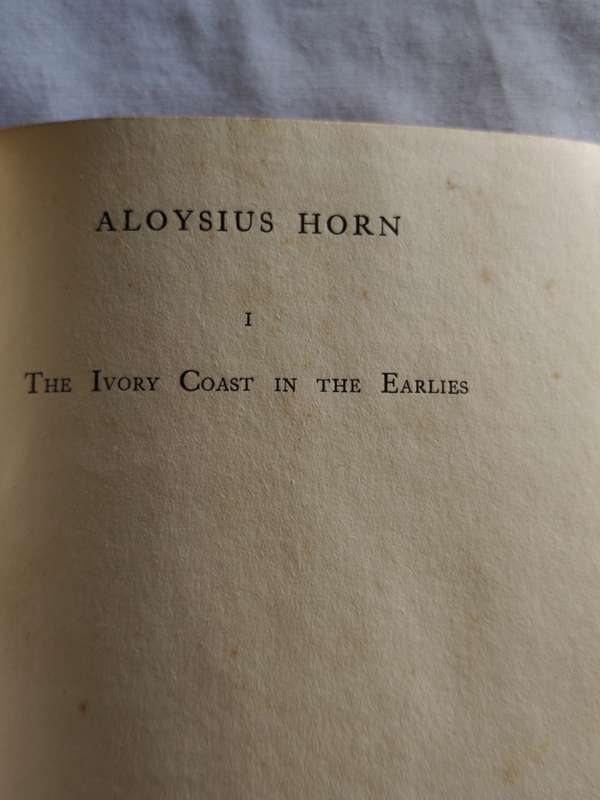 ALOYSIUS HORN
I
THE IVORY COAST IN THE EARLIES